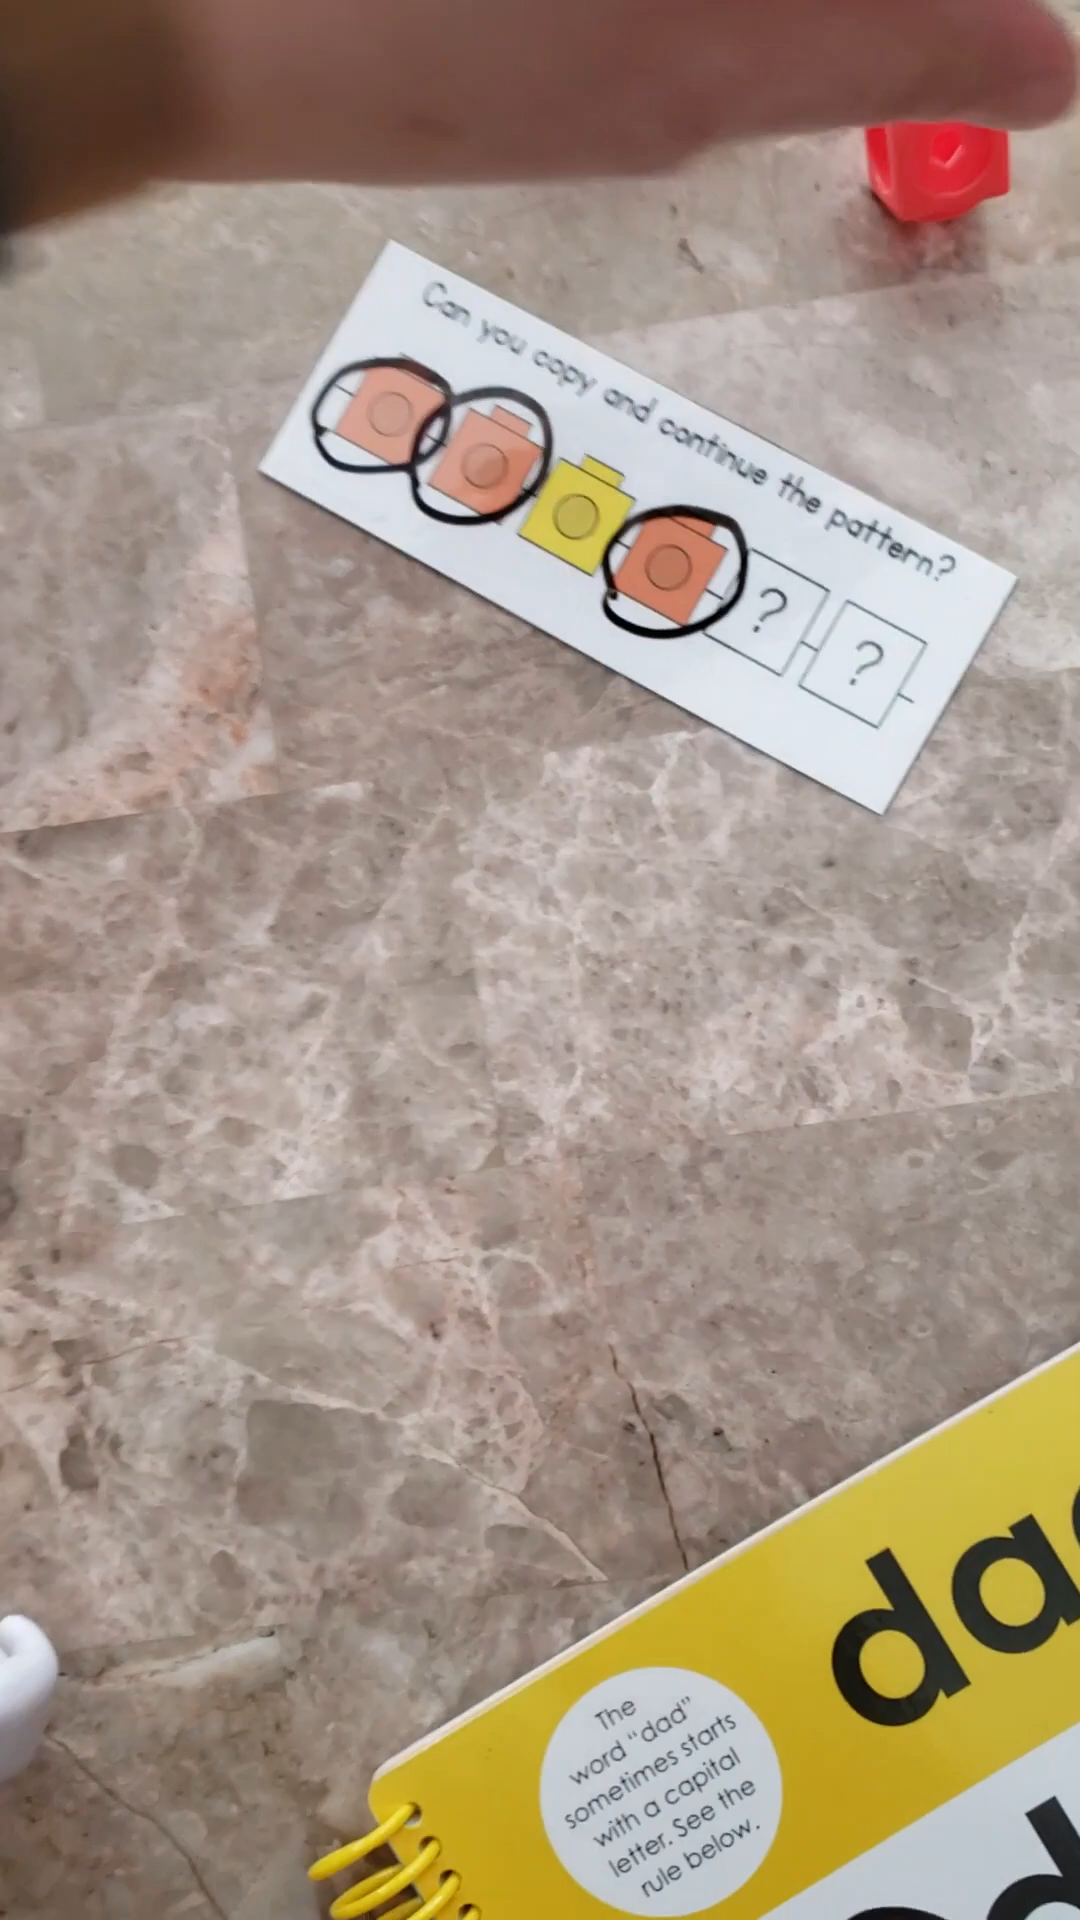 Can you copy and continue the pattern?
? ?
The
word "dad"
sometimes starts
with a capital
letter. See the
rule below.